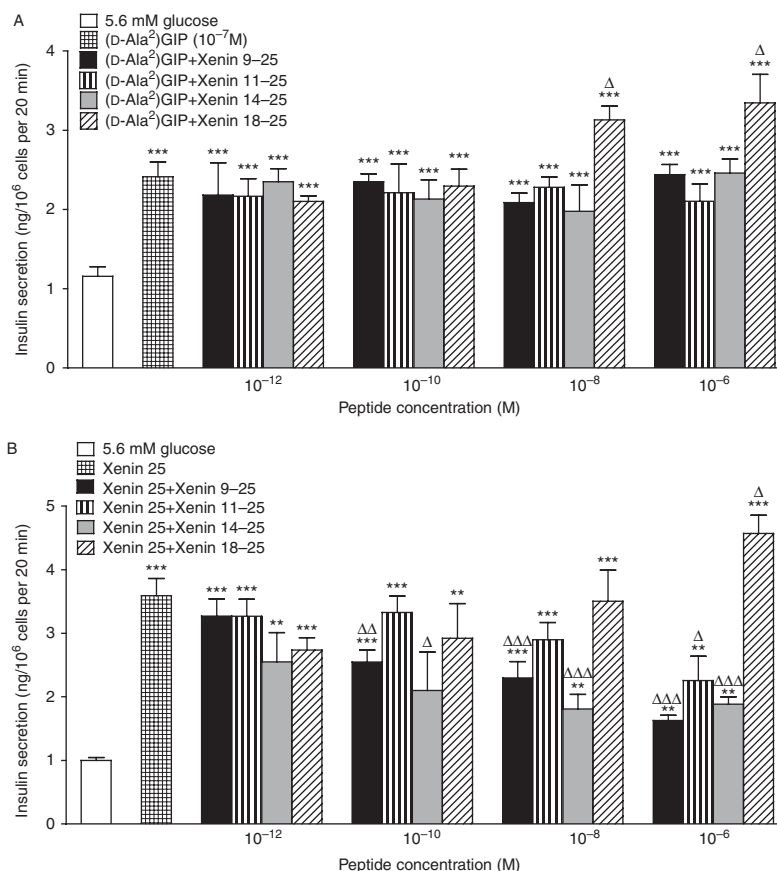 A
5.6 mM glucose
(D-Ala²)GIP (10⁻⁷M)
(D-Ala²)GIP+Xenin 9–25
(D-Ala²)GIP+Xenin 11–25
(D-Ala²)GIP+Xenin 14–25
(D-Ala²)GIP+Xenin 18–25
Insulin secretion (ng/10⁶ cells per 20 min)
4
3
2
1
0
*** *** *** *** *** *** *** *** *** *** *** *** Δ *** *** *** *** Δ ***
10⁻¹² 10⁻¹⁰ 10⁻⁸ 10⁻⁶
Peptide concentration (M)
B
5.6 mM glucose
Xenin 25
Xenin 25+Xenin 9–25
Xenin 25+Xenin 11–25
Xenin 25+Xenin 14–25
Xenin 25+Xenin 18–25
Insulin secretion (ng/10⁶ cells per 20 min)
5
4
3
2
1
0
*** *** *** ** *** ΔΔ *** *** Δ ** ΔΔΔ *** *** ΔΔΔ ** *** ΔΔΔ ** Δ ** ΔΔΔ ** Δ ***
10⁻¹² 10⁻¹⁰ 10⁻⁸ 10⁻⁶
Peptide concentration (M)